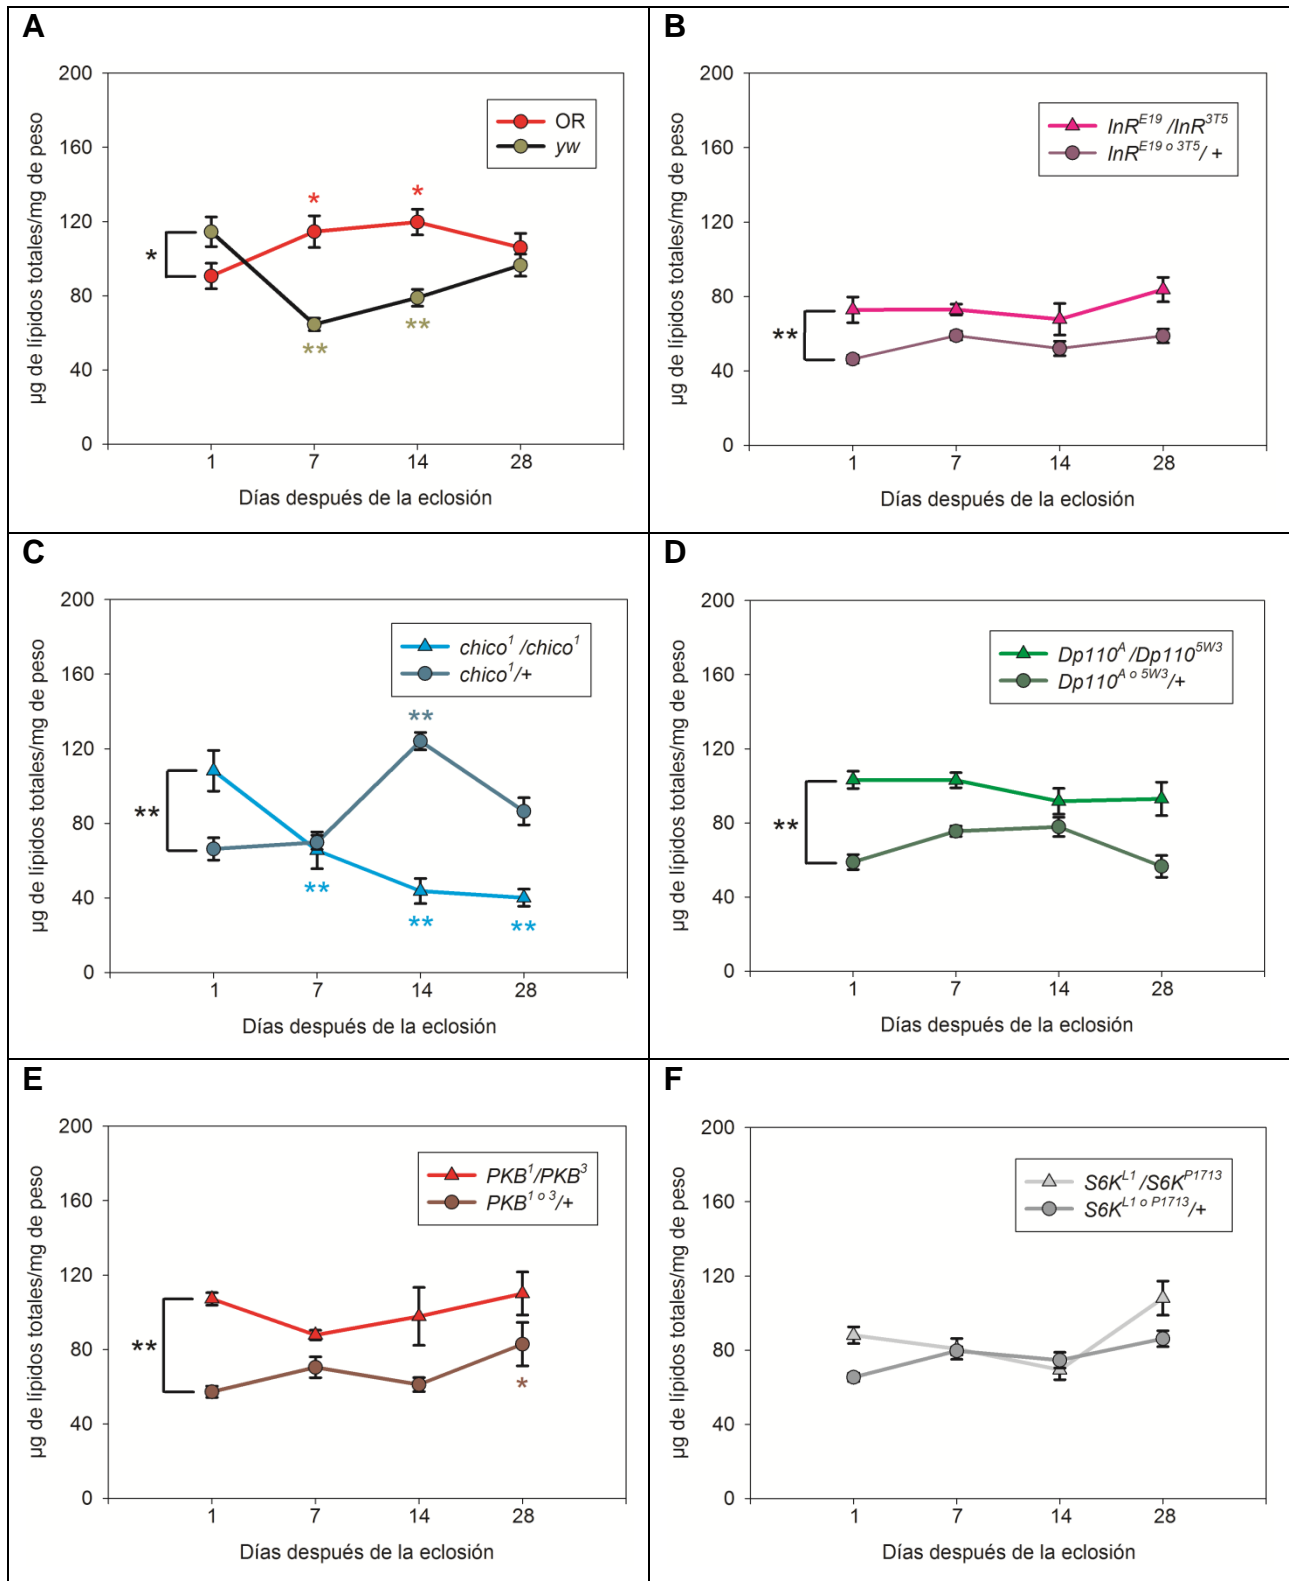 A
µg de lípidos totales/mg de peso
200
160
120
80
40
0
OR
yw
*
*
*
**
**
1 7 14 28
Días después de la eclosión
B
µg de lípidos totales/mg de peso
200
160
120
80
40
0
InR^E19 /InR^3T5
InR^E19 o 3T5/ +
**
1 7 14 28
Días después de la eclosión
C
µg de lípidos totales/mg de peso
200
160
120
80
40
0
chico^1 /chico^1
chico^1/+
**
**
**
**
**
1 7 14 28
Días después de la eclosión
D
µg de lípidos totales/mg de peso
200
160
120
80
40
0
Dp110^A /Dp110^5W3
Dp110^A o 5W3/+
**
1 7 14 28
Días después de la eclosión
E
µg de lípidos totales/mg de peso
200
160
120
80
40
0
PKB^1/PKB^3
PKB^1 o 3/+
**
*
1 7 14 28
Días después de la eclosión
F
µg de lípidos totales/mg de peso
200
160
120
80
40
0
S6K^L1 /S6K^P1713
S6K^L1 o P1713/+
1 7 14 28
Días después de la eclosión